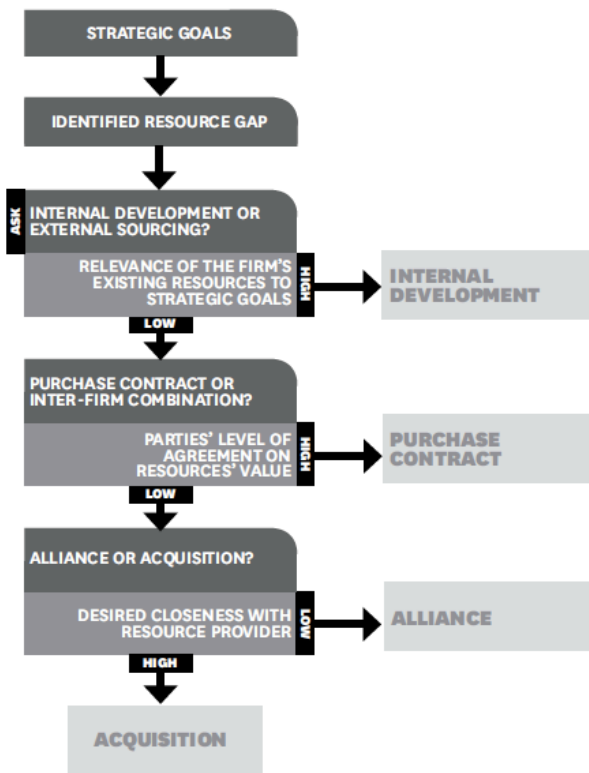 STRATEGIC GOALS
IDENTIFIED RESOURCE GAP
ASK
INTERNAL DEVELOPMENT OR
EXTERNAL SOURCING?
RELEVANCE OF THE FIRM'S
EXISTING RESOURCES TO
STRATEGIC GOALS
HIGH
INTERNAL
DEVELOPMENT
LOW
PURCHASE CONTRACT OR
INTER-FIRM COMBINATION?
PARTIES' LEVEL OF
AGREEMENT ON
RESOURCES' VALUE
HIGH
PURCHASE
CONTRACT
LOW
ALLIANCE OR ACQUISITION?
DESIRED CLOSENESS WITH
RESOURCE PROVIDER
LOW
ALLIANCE
HIGH
ACQUISITION